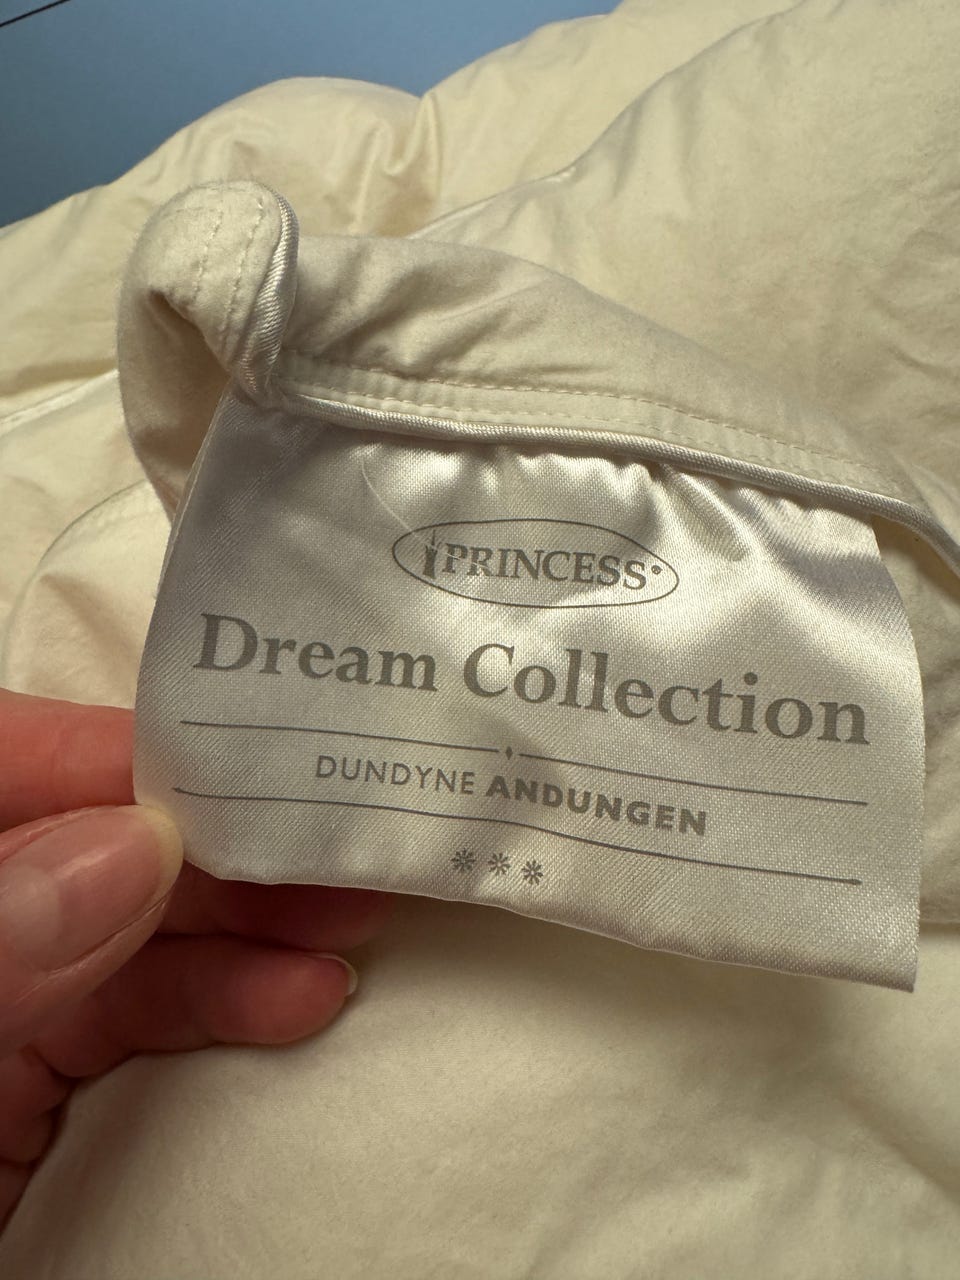 PRINCESS
Dream Collection
DUNDYNE ANDUNGEN
***